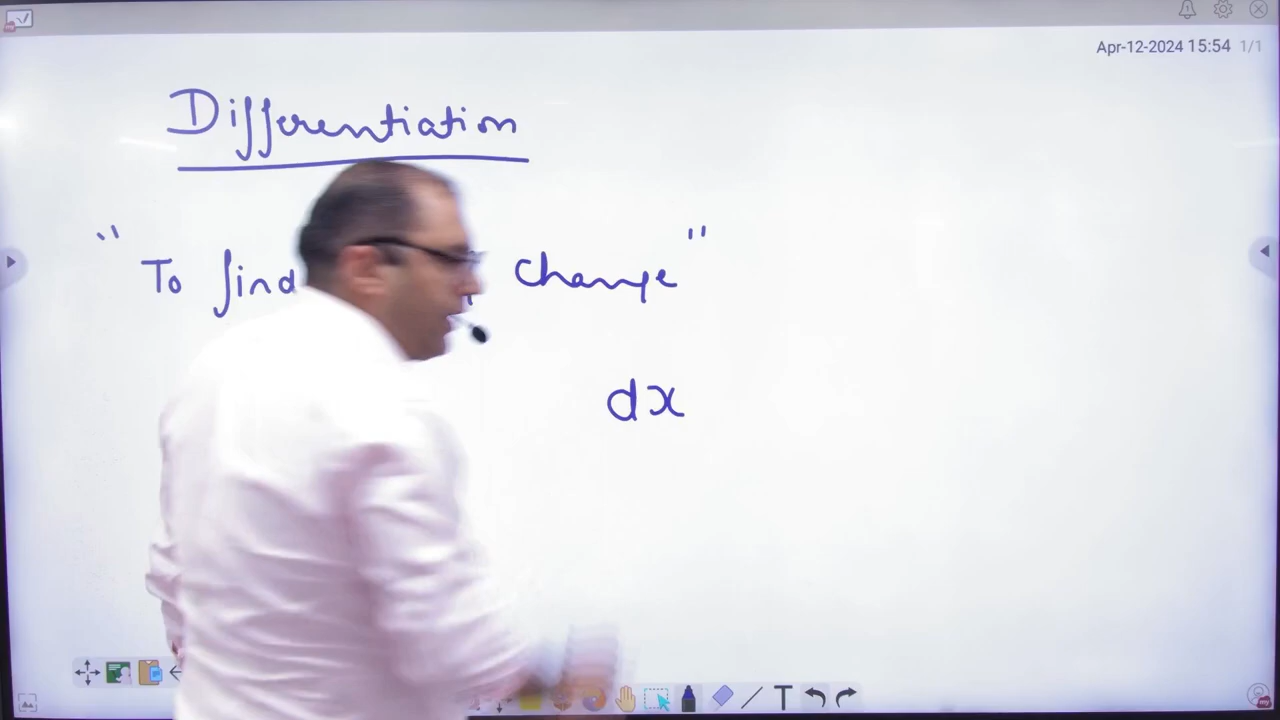 Apr-12-2024 15:54 1/1
Differentiation
" To find change "
dx
T